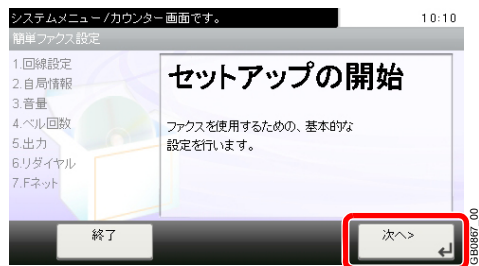 システムメニュー/カウンター画面です。
10:10
簡単ファクス設定
1.回線設定
2.自局情報
3.音量
4.ベル回数
5.出力
6.リダイヤル
7.Fネット
セットアップの開始
ファクスを使用するための、基本的な
設定を行います。
終了
次へ>
GB0867_00